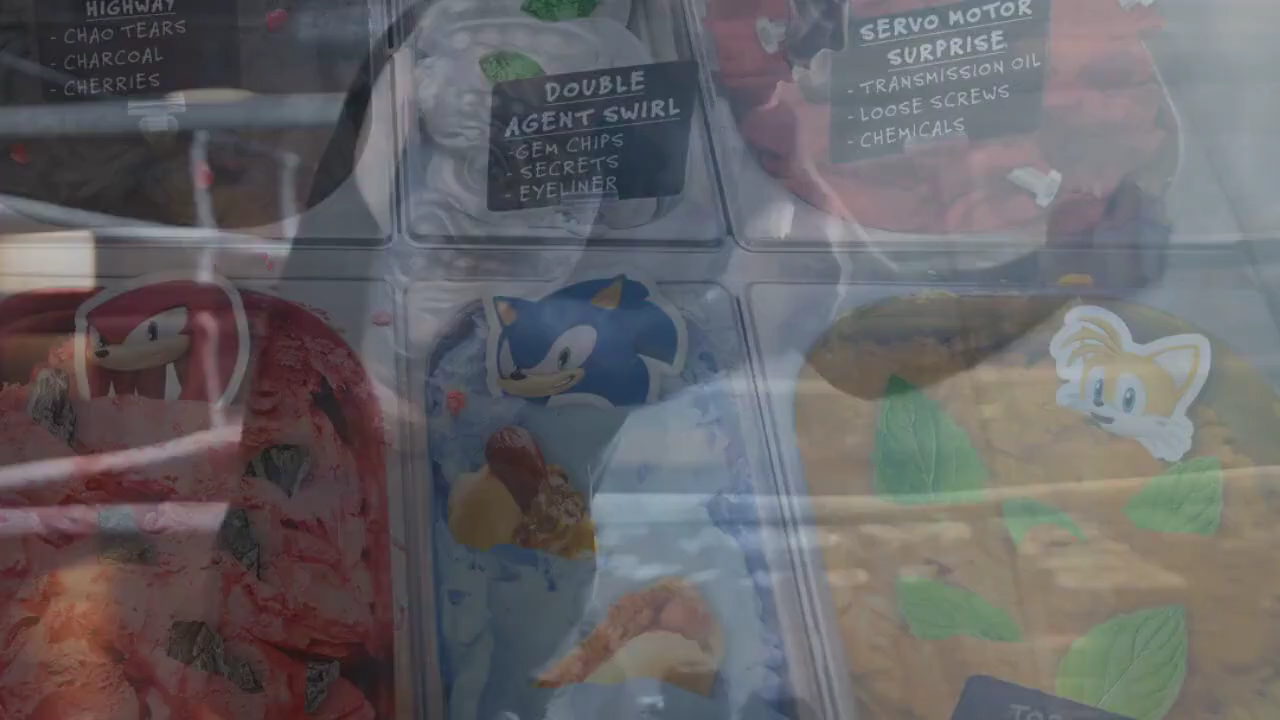 HIGHWAY
- CHAO TEARS
- CHARCOAL
- CHERRIES
DOUBLE
AGENT SWIRL
-GEM CHIPS
- SECRETS
- EYELINER
SERVO MOTOR
SURPRISE
- TRANSMISSION OIL
- LOOSE SCREWS
- CHEMICALS